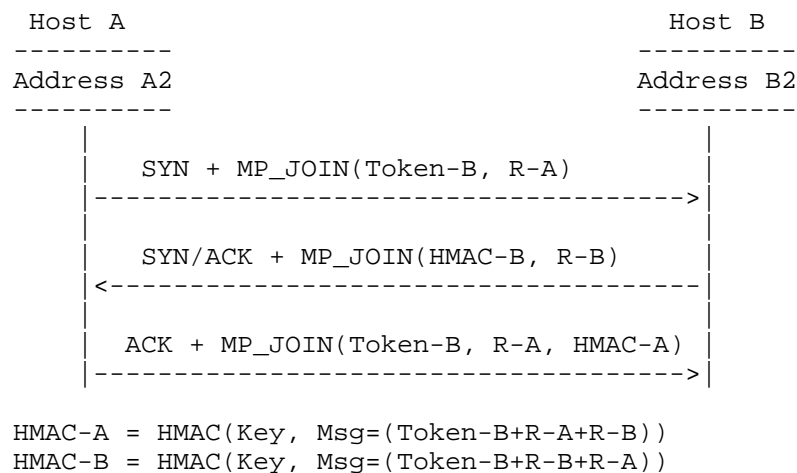 Host A Host B
---------- ----------
Address A2 Address B2
---------- ----------
SYN + MP_JOIN(Token-B, R-A)
SYN/ACK + MP_JOIN(HMAC-B, R-B)
ACK + MP_JOIN(Token-B, R-A, HMAC-A)
HMAC-A = HMAC(Key, Msg=(Token-B+R-A+R-B))
HMAC-B = HMAC(Key, Msg=(Token-B+R-B+R-A))